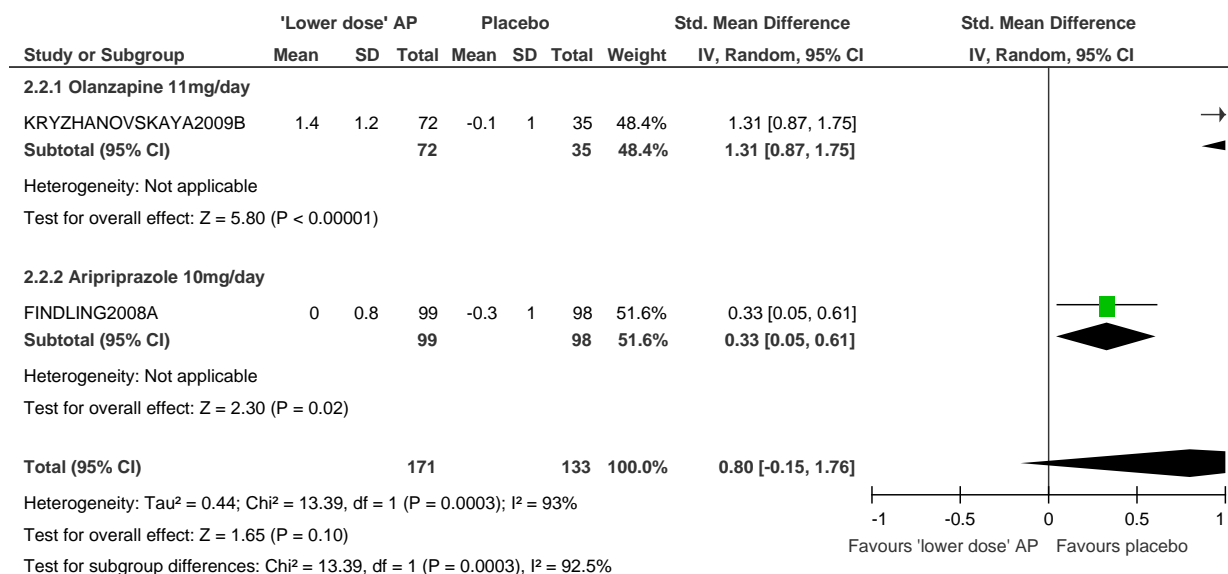 'Lower dose' AP Placebo Std. Mean Difference Std. Mean Difference
Study or Subgroup Mean SD Total Mean SD Total Weight IV, Random, 95% CI IV, Random, 95% CI
2.2.1 Olanzapine 11mg/day
KRYZHANOVSKAYA2009B 1.4 1.2 72 -0.1 1 35 48.4% 1.31 [0.87, 1.75]
Subtotal (95% CI) 72 35 48.4% 1.31 [0.87, 1.75]
Heterogeneity: Not applicable
Test for overall effect: Z = 5.80 (P < 0.00001)
2.2.2 Aripriprazole 10mg/day
FINDLING2008A 0 0.8 99 -0.3 1 98 51.6% 0.33 [0.05, 0.61]
Subtotal (95% CI) 99 98 51.6% 0.33 [0.05, 0.61]
Heterogeneity: Not applicable
Test for overall effect: Z = 2.30 (P = 0.02)
Total (95% CI) 171 133 100.0% 0.80 [-0.15, 1.76]
Heterogeneity: Tau² = 0.44; Chi² = 13.39, df = 1 (P = 0.0003); I² = 93%
Test for overall effect: Z = 1.65 (P = 0.10)
Test for subgroup differences: Chi² = 13.39, df = 1 (P = 0.0003), I² = 92.5%
-1 -0.5 0 0.5 1
Favours 'lower dose' AP Favours placebo